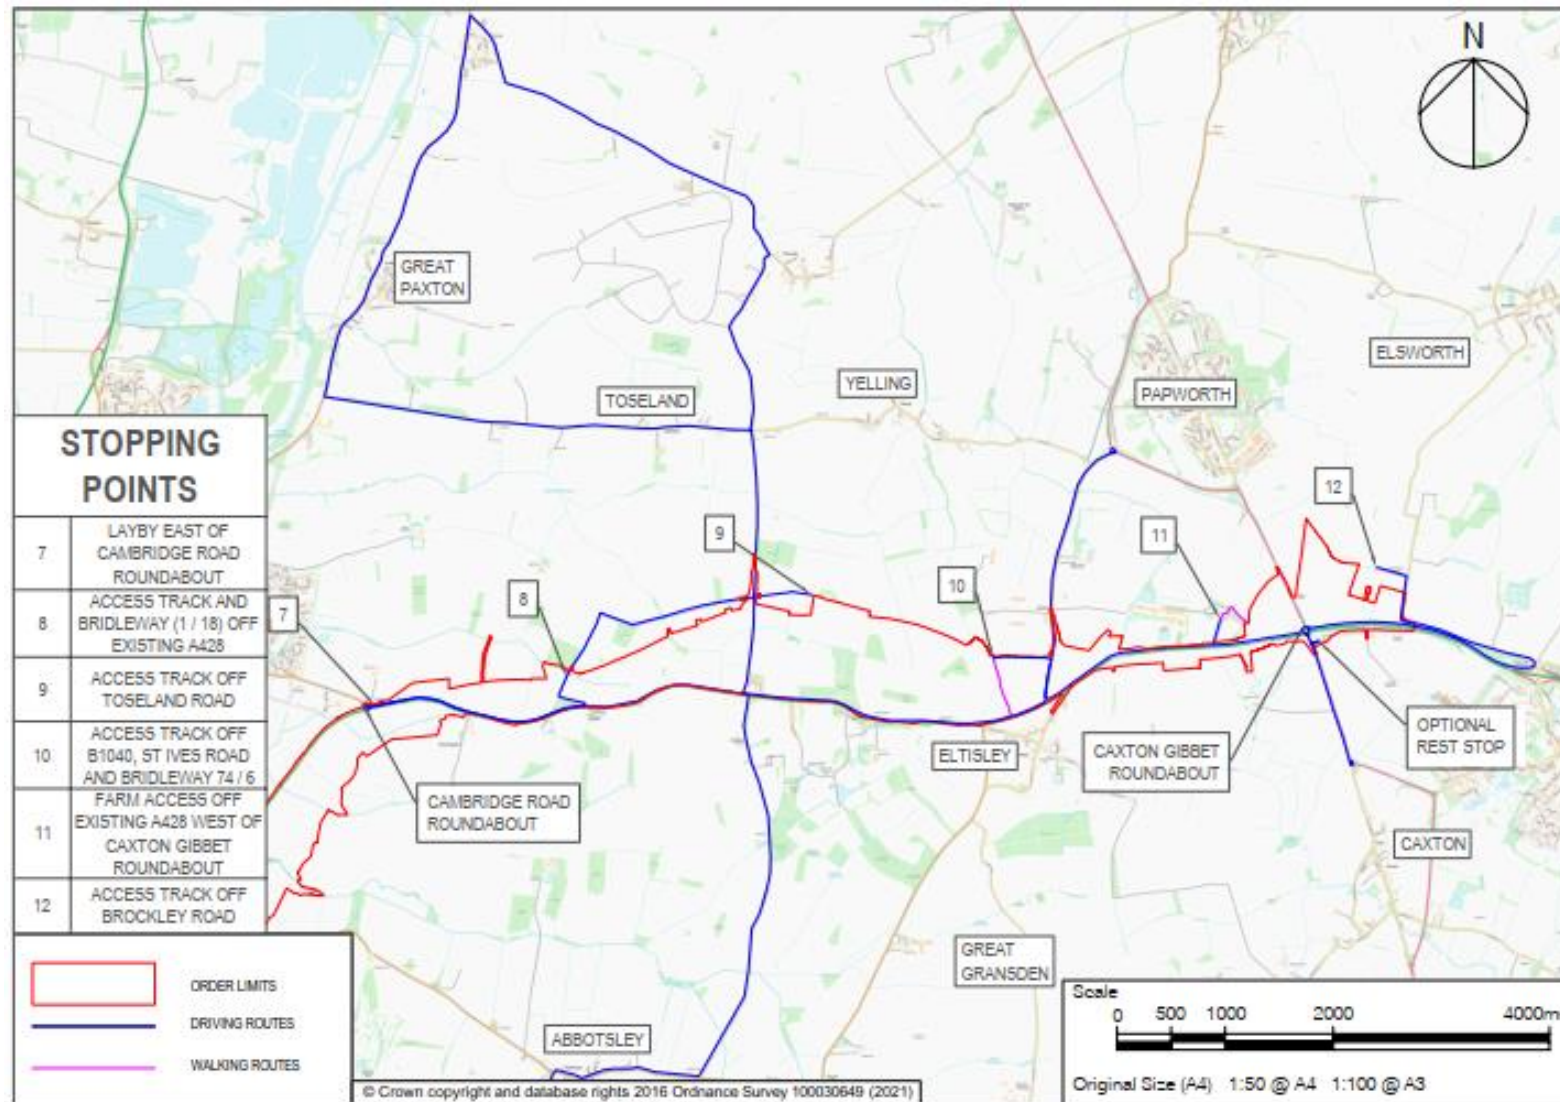 N
GREAT
PAXTON
ELSWORTH
YELLING
PAPWORTH
TOSELAND
STOPPING
POINTS
7
LAYBY EAST OF
CAMBRIDGE ROAD
ROUNDABOUT
8
ACCESS TRACK AND
BRIDLEWAY (1 / 18) OFF
EXISTING A428
9
ACCESS TRACK OFF
TOSELAND ROAD
10
ACCESS TRACK OFF
B1040, ST IVES ROAD
AND BRIDLEWAY 74 / 6
11
FARM ACCESS OFF
EXISTING A428 WEST OF
CAXTON GIBBET
ROUNDABOUT
12
ACCESS TRACK OFF
BROCKLEY ROAD
7
8
9
10
11
12
CAMBRIDGE ROAD
ROUNDABOUT
ELTISLEY
CAXTON GIBBET
ROUNDABOUT
OPTIONAL
REST STOP
CAXTON
GREAT
GRANSDEN
ABBOTSLEY
ORDER LIMITS
DRIVING ROUTES
WALKING ROUTES
© Crown copyright and database rights 2016 Ordnance Survey 100030649 (2021)
Scale
0 500 1000 2000 4000m
Original Size (A4) 1:50 @ A4 1:100 @ A3